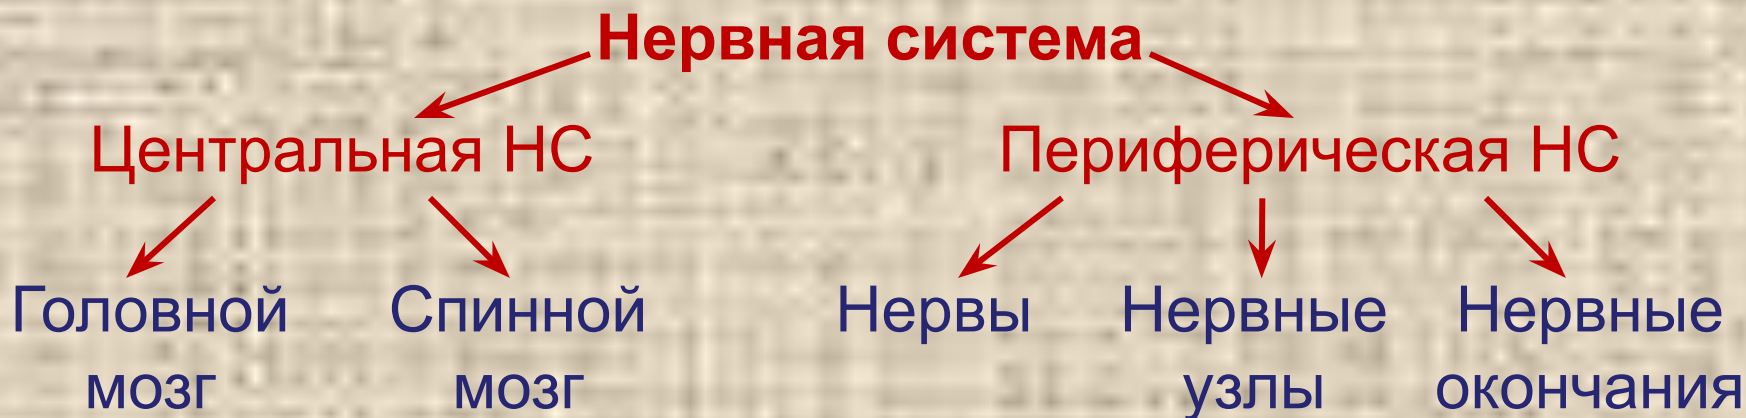 Нервная система
Центральная НС Периферическая НС
Головной Спинной Нервы Нервные Нервные
мозг мозг узлы окончания